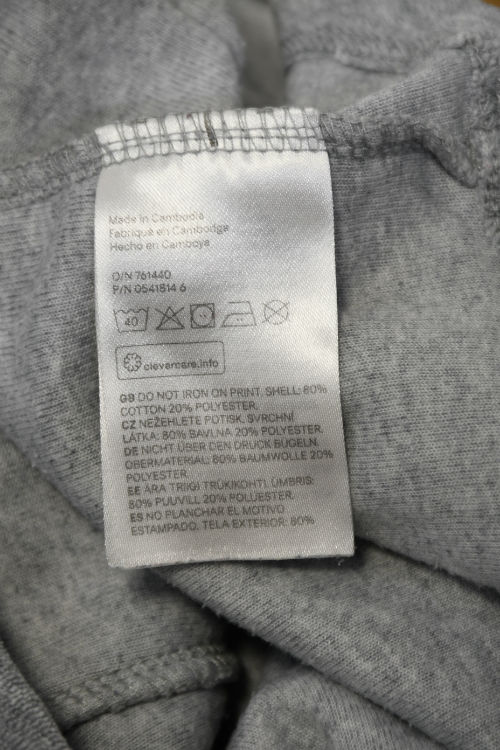 Made in Cambodia
Fabriqué en Cambodge
Hecho en Camboya
O/N 761440
P/N 0541814 6
40
clevercare.info
GB DO NOT IRON ON PRINT. SHELL: 80%
COTTON 20% POLYESTER.
CZ NEŽEHLETE POTISK. SVRCHNÍ
LÁTKA: 80% BAVLNA 20% POLYESTER.
DE NICHT ÜBER DEN DRUCK BÜGELN.
OBERMATERIAL: 80% BAUMWOLLE 20%
POLYESTER.
EE ÄRA TRIIGI TRÜKIKOHTI. ÜMBRIS:
80% PUUVILL 20% POLÜESTER.
ES NO PLANCHAR EL MOTIVO
ESTAMPADO. TELA EXTERIOR: 80%